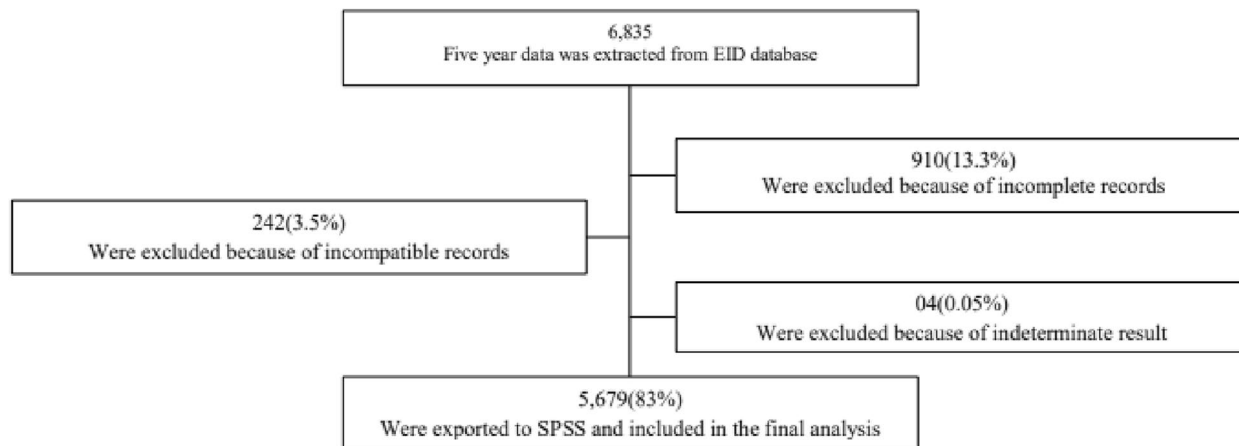 6,835
Five year data was extracted from EID database
910(13.3%)
Were excluded because of incomplete records
242(3.5%)
Were excluded because of incompatible records
04(0.05%)
Were excluded because of indeterminate result
5,679(83%)
Were exported to SPSS and included in the final analysis